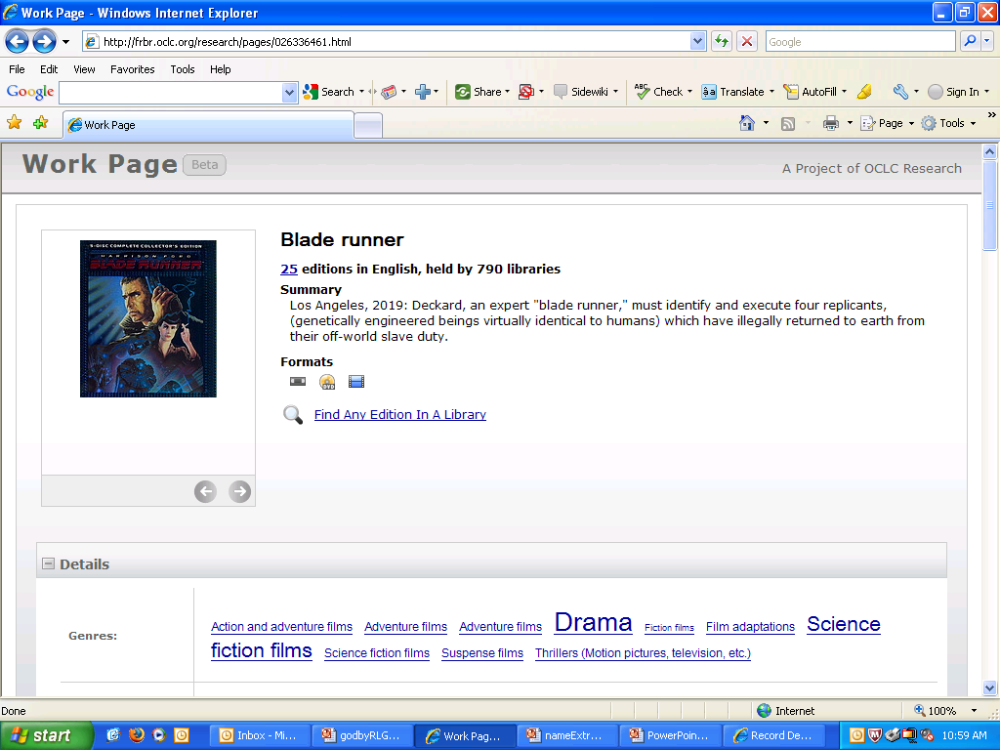 Work Page - Windows Internet Explorer
http://frbr.oclc.org/research/pages/026336461.html
Google
File Edit View Favorites Tools Help
Google Search Share Sidewiki ABC Check Translate AutoFill Sign In
Work Page Page Tools
Work Page Beta
A Project of OCLC Research
5-DISC COMPLETE COLLECTOR'S EDITION
HARRISON FORD
BLADE RUNNER
Blade runner
25 editions in English, held by 790 libraries
Summary
Los Angeles, 2019: Deckard, an expert "blade runner," must identify and execute four replicants,
(genetically engineered beings virtually identical to humans) which have illegally returned to earth from
their off-world slave duty.
Formats
Find Any Edition In A Library
Details
Genres:
Action and adventure films Adventure films Adventure films Drama Fiction films Film adaptations Science
fiction films Science fiction films Suspense films Thrillers (Motion pictures, television, etc.)
Done Internet 100%
start Inbox - Mi... godbyRLG... Work Pag... nameExtr... PowerPoin... Record De... 10:59 AM